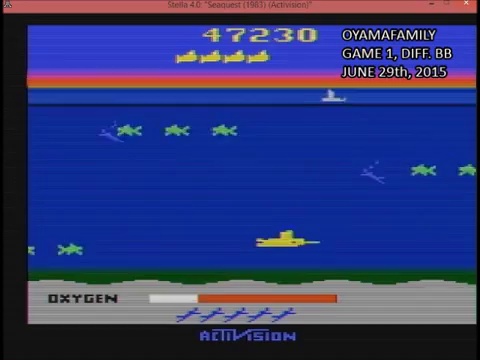 Stella 4.0: "Seaquest (1983) (Activision)"
47230
OYAMAFAMILY
GAME 1, DIFF. BB
JUNE 29th, 2015
OXYGEN
ACTIVISION